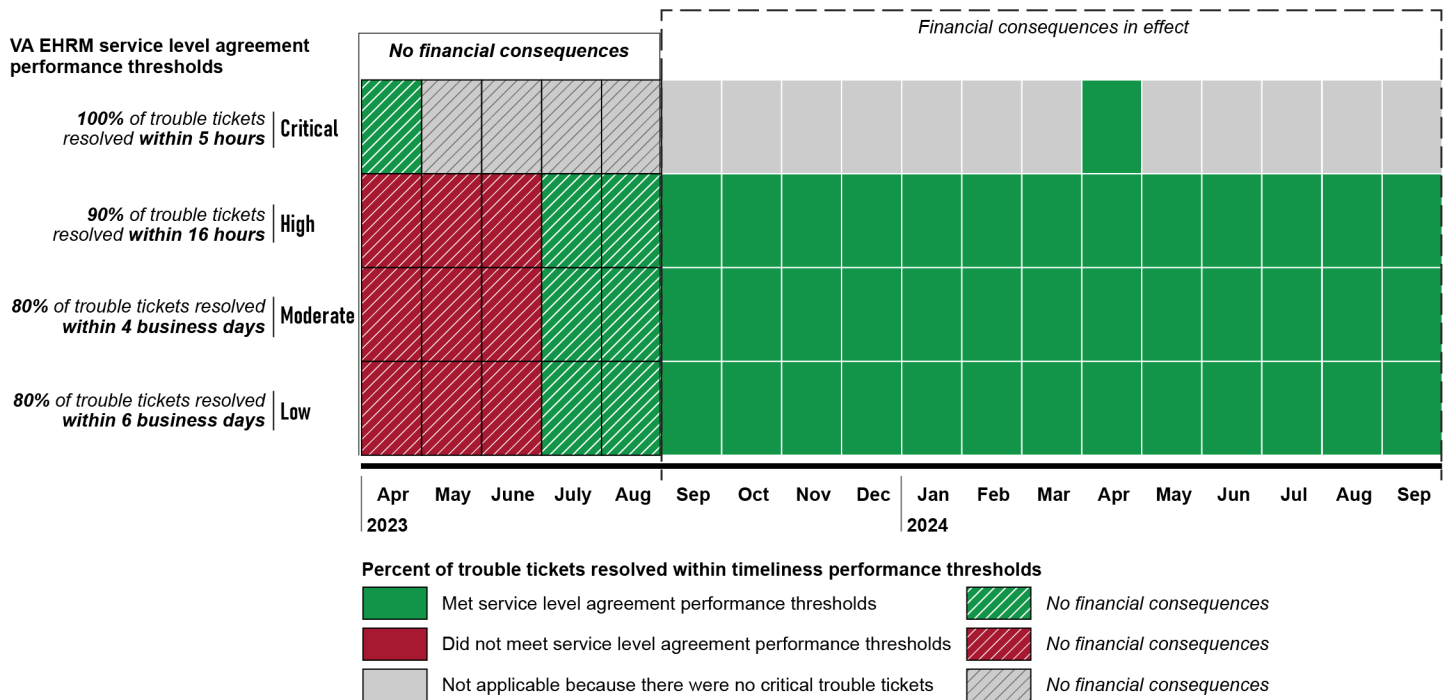 Financial consequences in effect
VA EHRM service level agreement
performance thresholds
No financial consequences
100% of trouble tickets
resolved within 5 hours
Critical
90% of trouble tickets
resolved within 16 hours
High
80% of trouble tickets resolved
within 4 business days
Moderate
80% of trouble tickets resolved
within 6 business days
Low
Apr May June July Aug Sep Oct Nov Dec Jan Feb Mar Apr May Jun Jul Aug Sep
2023 2024
Percent of trouble tickets resolved within timeliness performance thresholds
Met service level agreement performance thresholds
No financial consequences
Did not meet service level agreement performance thresholds
No financial consequences
Not applicable because there were no critical trouble tickets
No financial consequences